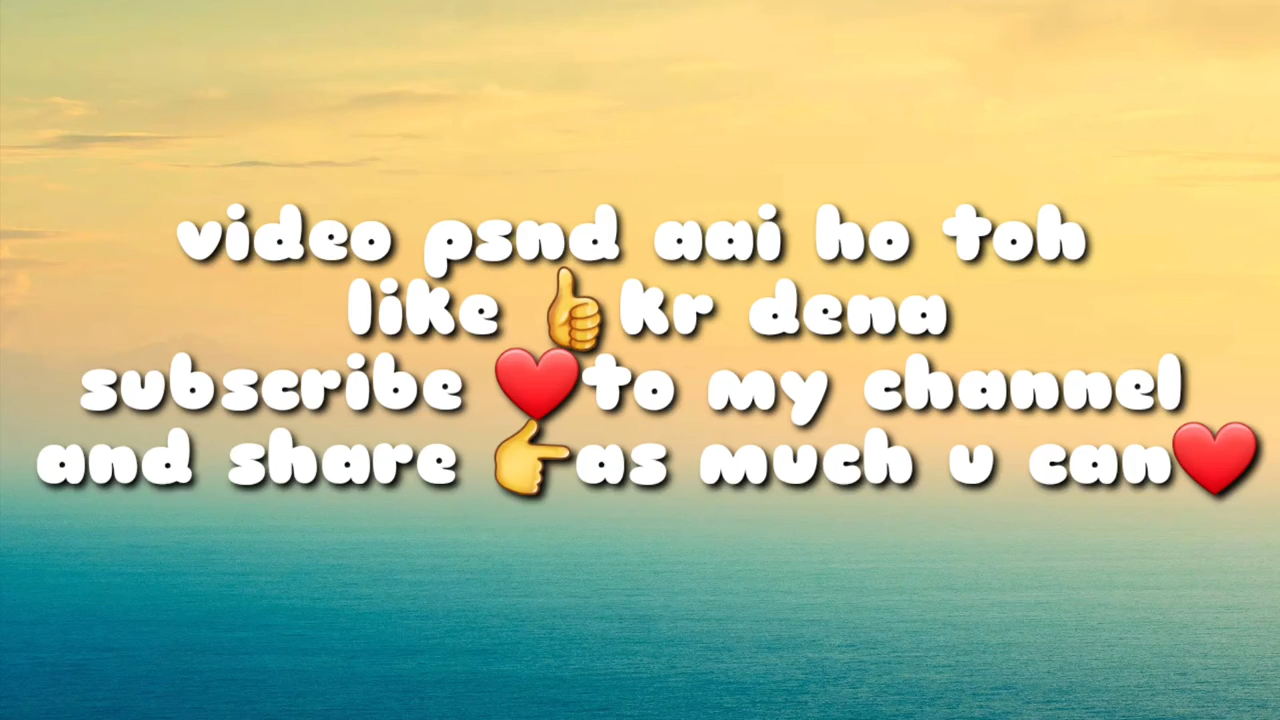 video psnd aai ho toh
like 👍kr dena
subscribe ❤️to my channel
and share 👉as much u can❤️